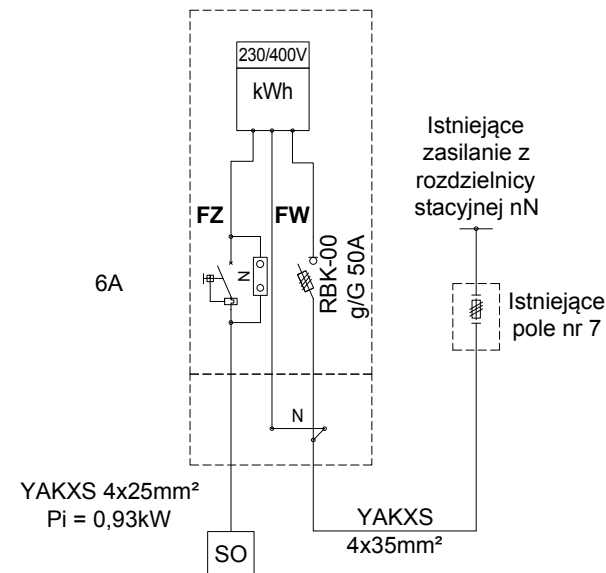 230/400V
kWh
Istniejące
zasilanie z
rozdzielnicy
stacyjnej nN
FZ
FW
6A
N
RBK-00
g/G 50A
Istniejące
pole nr 7
N
YAKXS 4x25mm²
Pi = 0,93kW
YAKXS
4x35mm²
SO